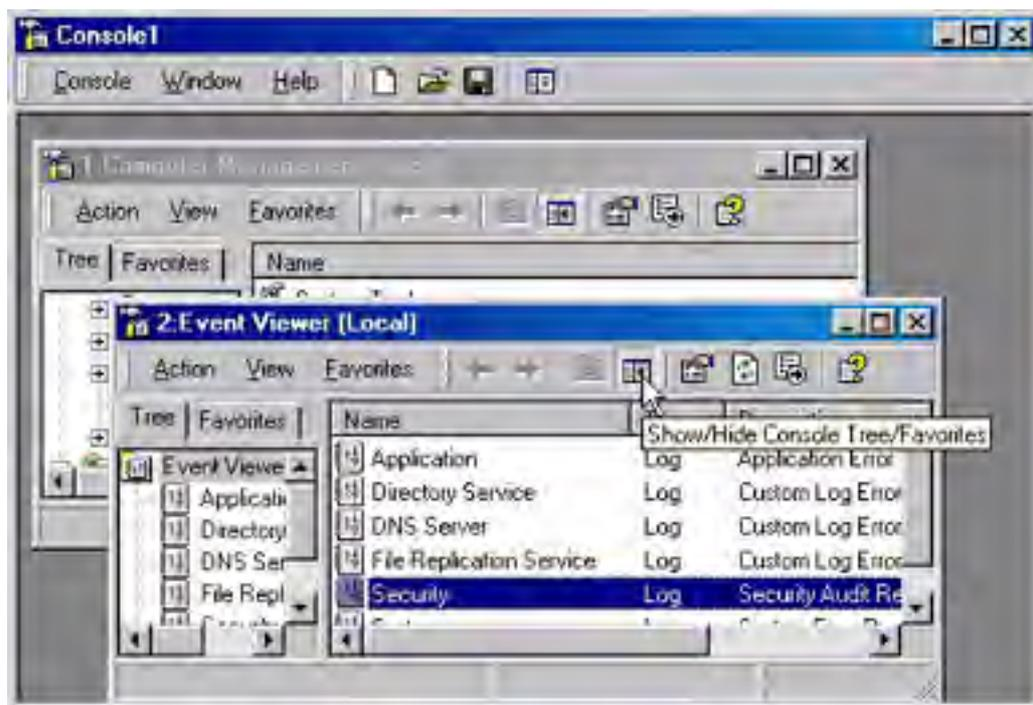 Console1
Console Window Help
1 Computer
Action View Favorites
Tree Favorites Name
2:Event Viewer (Local)
Action View Favorites
Tree Favorites Name
Show/Hide Console Tree/Favorites
Event Viewe Application Log Application Error
Applicati Directory Service Log Custom Log Error
Directory DNS Server Log Custom Log Error
DNS Ser File Replication Service Log Custom Log Error
File Repl Security Log Security Audit Re